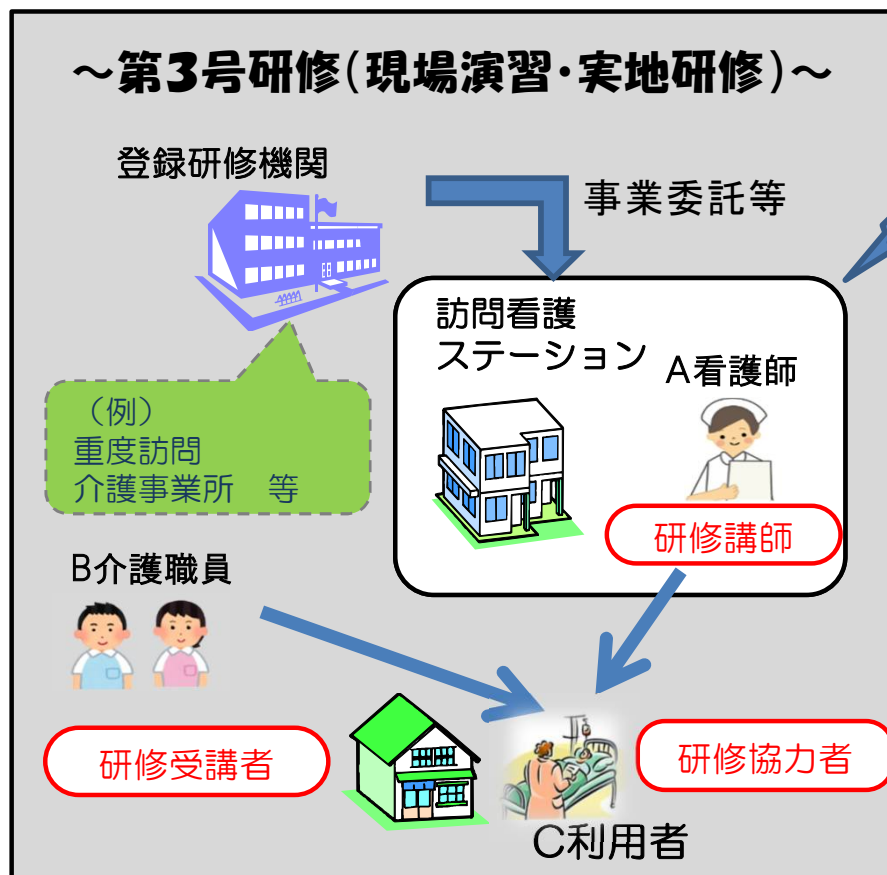 ～第3号研修(現場演習・実地研修)～
登録研修機関
事業委託等
訪問看護
ステーション
A看護師
（例）
重度訪問
介護事業所　等
研修講師
B介護職員
研修受講者
研修協力者
C利用者